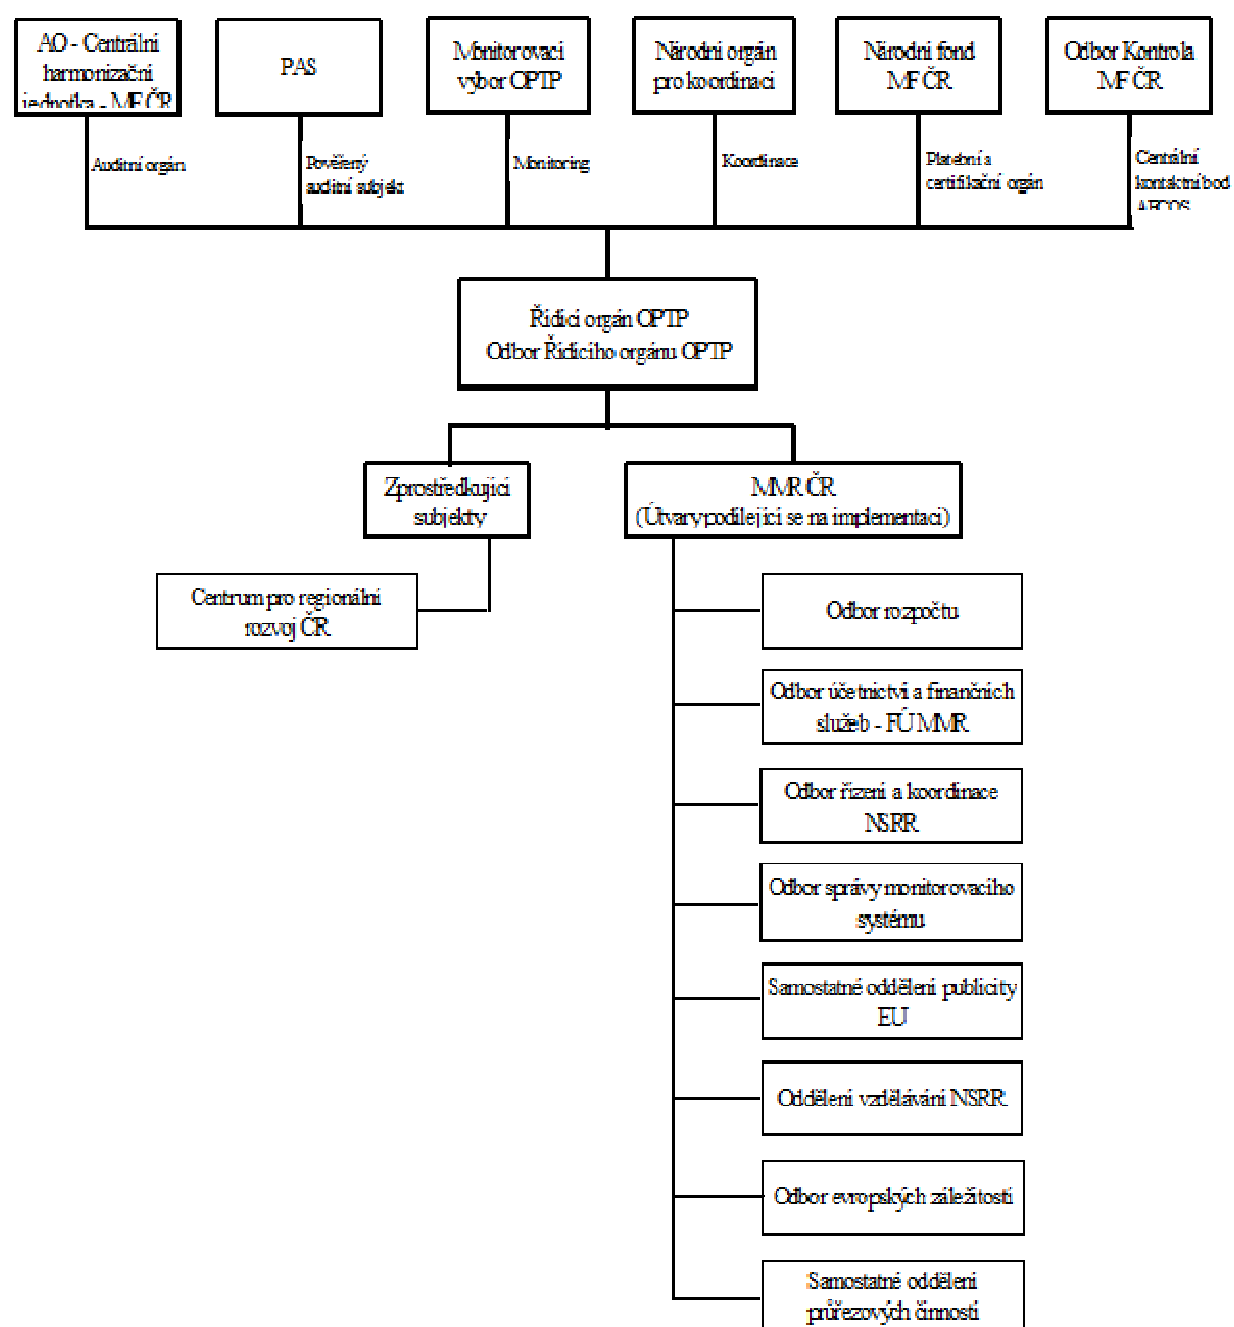 AO - Centrální
harmonizační
jednotka - MF ČR
PAS
Monitorovací
výbor OPTP
Národní orgán
pro koordinaci
Národní fond
MF ČR
Odbor Kontrola
MF ČR
Auditní orgán
Pověřený
auditní subjekt
Monitoring
Koordinace
Platební a
certifikační orgán
Centrální
kontaktní bod
AFCOS
Řídící orgán OPTP
Odbor Řídícího orgánu OPTP
Zprostředkující
subjekty
MMR ČR
(Útvary podílející se na implementaci)
Centrum pro regionální
rozvoj ČR
Odbor rozpočtu
Odbor účetnictví a finančních
služeb - FÚ MMR
Odbor řízení a koordinace
NSRR
Odbor správy monitorovacího
systému
Samostatné oddělení publicity
EU
Oddělení vzdělávání NSRR
Odbor evropských záležitostí
Samostatné oddělení
průřezových činností